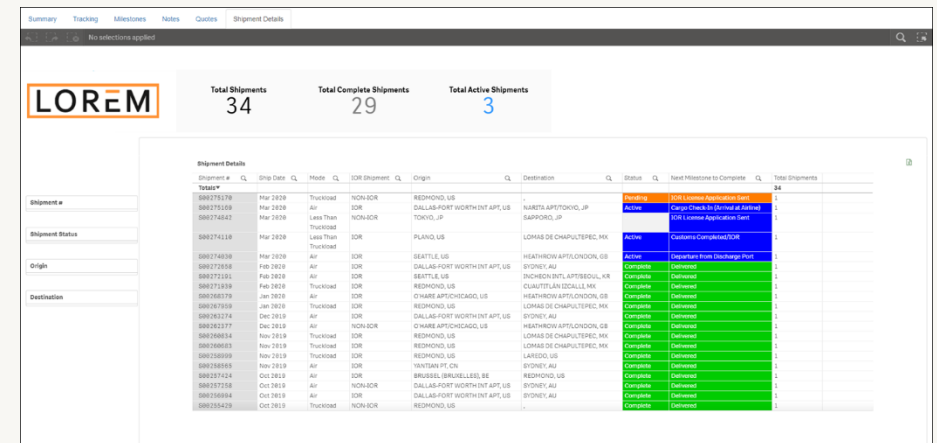 Summary Tracking Milestones Notes Quotes Shipment Details
No selections applied
LOREM
Total Shipments Total Complete Shipments Total Active Shipments
34 29 3
Shipment Details
Shipment # Ship Date Mode IOR Shipment Origin Destination Status Next Milestone to Complete Total Shipments
Totals 34
Shipment #
Shipment Status
Origin
Destination
S00275170 Mar 2020 Truckload NON-IOR REDMOND, US , Pending IOR License Application Sent 1
S00275169 Mar 2020 Air IOR DALLAS-FORT WORTH INT APT, US NARITA APT/TOKYO, JP Active Cargo Check-In (Arrival at Airline) 1
S00274842 Mar 2020 Less Than Truckload NON-IOR TOKYO, JP SAPPORO, JP IOR License Application Sent 1
S00274110 Mar 2020 Less Than Truckload IOR PLANO, US LOMAS DE CHAPULTEPEC, MX Active Customs Completed/IOR 1
Mar 2020 Air IOR SEATTLE, US HEATHROW APT/LONDON, GB Active Departure from Discharge Port 1
S00272658 Feb 2020 Air IOR DALLAS-FORT WORTH INT APT, US SYDNEY, AU Complete Delivered 1
Feb 2020 Air IOR SEATTLE, US INCHEON INTL APT/SEOUL, KR Complete Delivered 1
Feb 2020 Truckload IOR REDMOND, US CUAUTITLÁN IZCALLI, MX Complete Delivered 1
Jan 2020 Air IOR O'HARE APT/CHICAGO, US HEATHROW APT/LONDON, GB Complete Delivered 1
Jan 2020 Truckload IOR REDMOND, US LOMAS DE CHAPULTEPEC, MX Complete Delivered 1
S00263274 Dec 2019 Air IOR DALLAS-FORT WORTH INT APT, US SYDNEY, AU Complete Delivered 1
S00262377 Dec 2019 Air NON-IOR O'HARE APT/CHICAGO, US HEATHROW APT/LONDON, GB Complete Delivered 1
Nov 2019 Truckload IOR REDMOND, US LOMAS DE CHAPULTEPEC, MX Complete Delivered 1
Nov 2019 Truckload IOR REDMOND, US LOMAS DE CHAPULTEPEC, MX Complete Delivered 1
Nov 2019 Truckload IOR REDMOND, US LAREDO, US Complete Delivered 1
Nov 2019 Air IOR YANTIAN PT, CN SYDNEY, AU Complete Delivered 1
S00257424 Oct 2019 Air IOR BRUSSEL (BRUXELLES), BE REDMOND, US Complete Delivered 1
S00257258 Oct 2019 Air NON-IOR DALLAS-FORT WORTH INT APT, US SYDNEY, AU Complete Delivered 1
Oct 2019 Air IOR DALLAS-FORT WORTH INT APT, US SYDNEY, AU Complete Delivered 1
S00255429 Oct 2019 Truckload NON-IOR REDMOND, US , Complete Delivered 1